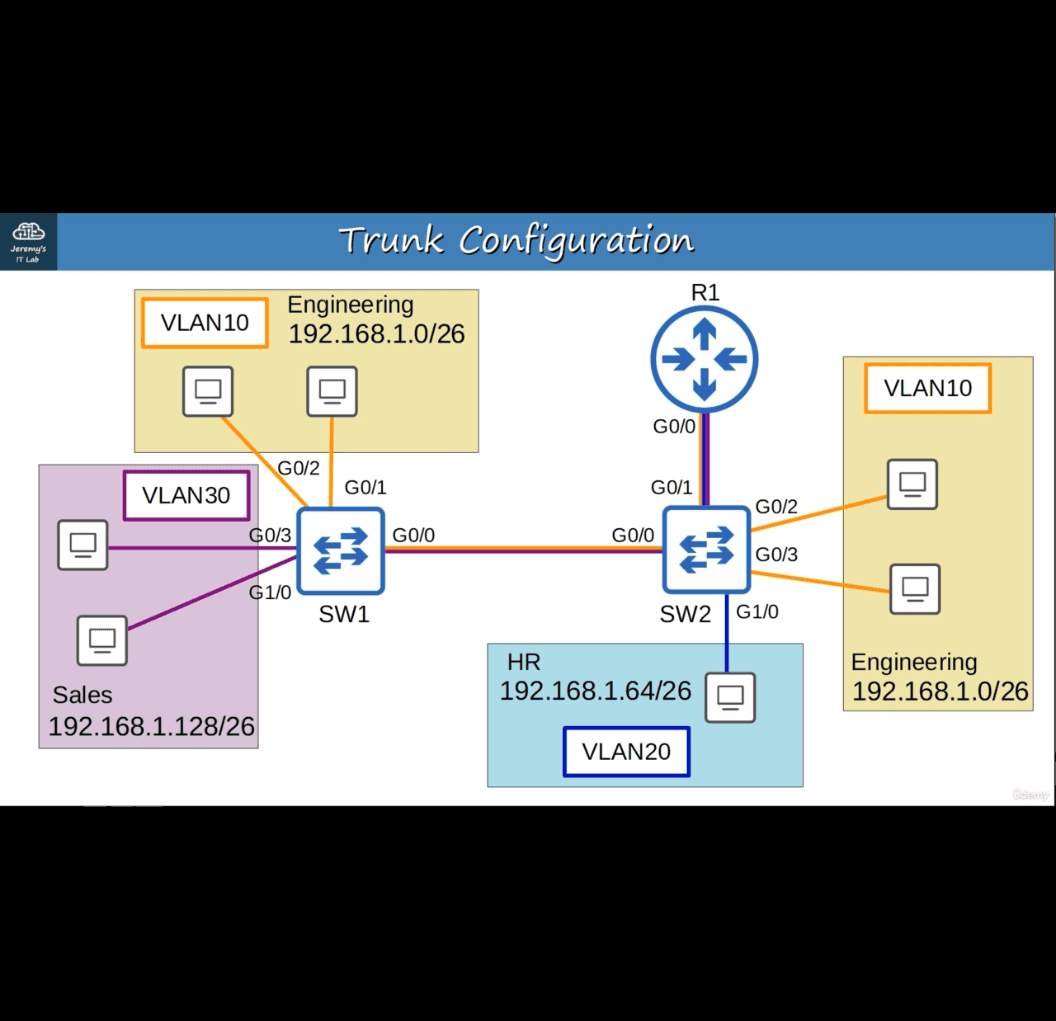 Jeremy's
IT Lab
Trunk Configuration
VLAN10
Engineering
192.168.1.0/26
G0/2
G0/1
VLAN30
G0/3
G1/0
Sales
192.168.1.128/26
SW1
G0/0
G0/0
R1
G0/0
G0/1
SW2
G0/2
G0/3
G1/0
HR
192.168.1.64/26
VLAN20
VLAN10
Engineering
192.168.1.0/26
ûdemy